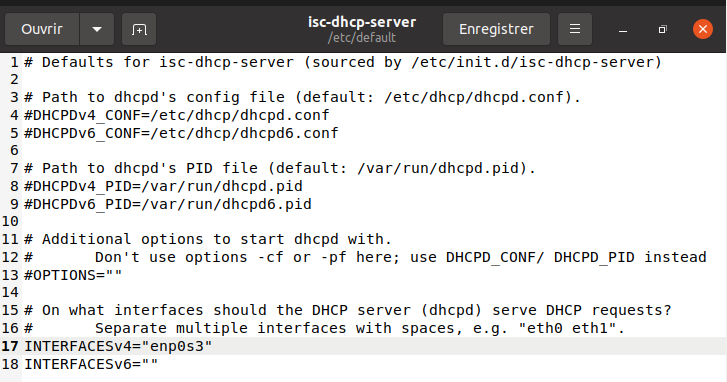 Ouvrir
isc-dhcp-server
/etc/default
Enregistrer
1 # Defaults for isc-dhcp-server (sourced by /etc/init.d/isc-dhcp-server)
2
3 # Path to dhcpd's config file (default: /etc/dhcp/dhcpd.conf).
4 #DHCPDv4_CONF=/etc/dhcp/dhcpd.conf
5 #DHCPDv6_CONF=/etc/dhcp/dhcpd6.conf
6
7 # Path to dhcpd's PID file (default: /var/run/dhcpd.pid).
8 #DHCPDv4_PID=/var/run/dhcpd.pid
9 #DHCPDv6_PID=/var/run/dhcpd6.pid
10
11 # Additional options to start dhcpd with.
12 #       Don't use options -cf or -pf here; use DHCPD_CONF/ DHCPD_PID instead
13 #OPTIONS=""
14
15 # On what interfaces should the DHCP server (dhcpd) serve DHCP requests?
16 #       Separate multiple interfaces with spaces, e.g. "eth0 eth1".
17 INTERFACESv4="enp0s3"
18 INTERFACESv6=""